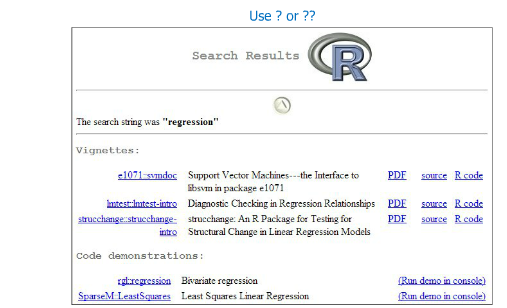 Use ? or ??
Search Results
R
The search string was "regression"
Vignettes:
e1071::svmdoc Support Vector Machines---the Interface to PDF source R code
libsvm in package e1071
lmtest::lmtest-intro Diagnostic Checking in Regression Relationships PDF source R code
strucchange::strucchange- strucchange: An R Package for Testing for PDF source R code
intro Structural Change in Linear Regression Models
Code demonstrations:
rgl::regression Bivariate regression (Run demo in console)
SparseM::LeastSquares Least Squares Linear Regression (Run demo in console)